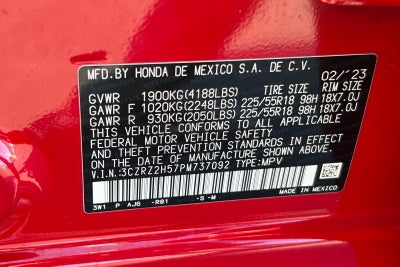 MFD.BY HONDA DE MEXICO S.A. DE C.V. 02/'23
GVWR 1900KG(4188LBS) TIRE SIZE RIM SIZE
GAWR F 1020KG(2248LBS) 225/55R18 98H 18X7.0J
GAWR R 930KG(2050LBS) 225/55R18 98H 18X7.0J
THIS VEHICLE CONFORMS TO ALL APPLICABLE
FEDERAL MOTOR VEHICLE SAFETY
AND THEFT PREVENTION STANDARDS IN EFFECT
ON THE DATE OF MANUFACTURE SHOWN ABOVE.
V.I.N.:3CZRZ2H57PM737092 TYPE:MPV
3W1 P AJ6 -R81 -S -M MADE IN MEXICO